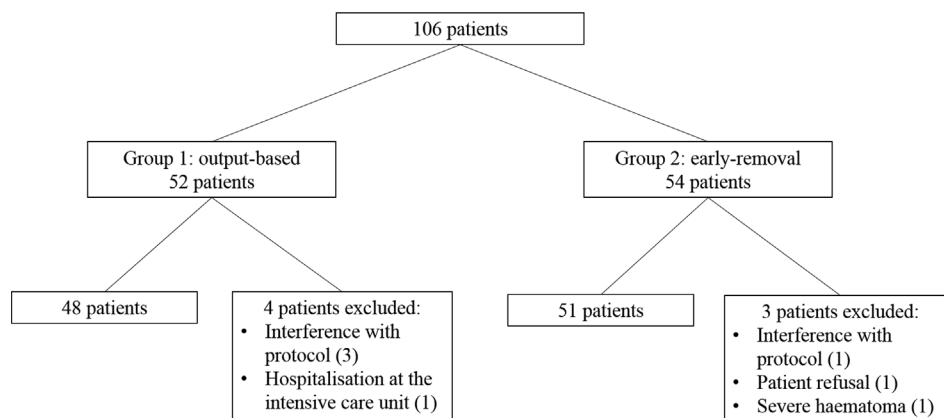 106 patients
Group 1: output-based
52 patients
Group 2: early-removal
54 patients
48 patients
4 patients excluded:
• Interference with
protocol (3)
• Hospitalisation at the
intensive care unit (1)
51 patients
3 patients excluded:
• Interference with
protocol (1)
• Patient refusal (1)
• Severe haematoma (1)